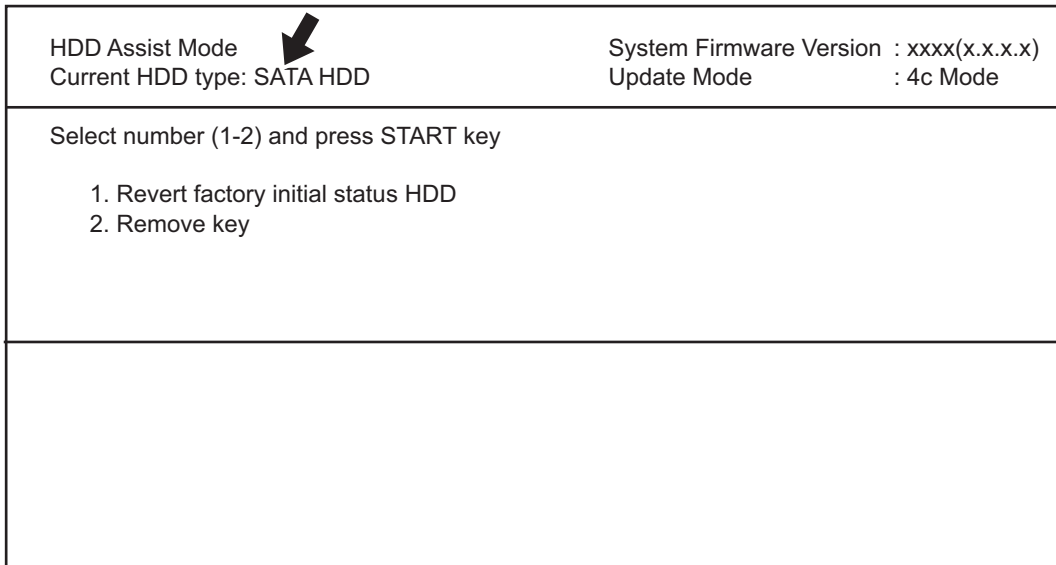 HDD Assist Mode
Current HDD type: SATA HDD
System Firmware Version : xxxx(x.x.x.x)
Update Mode : 4c Mode
Select number (1-2) and press START key
1. Revert factory initial status HDD
2. Remove key